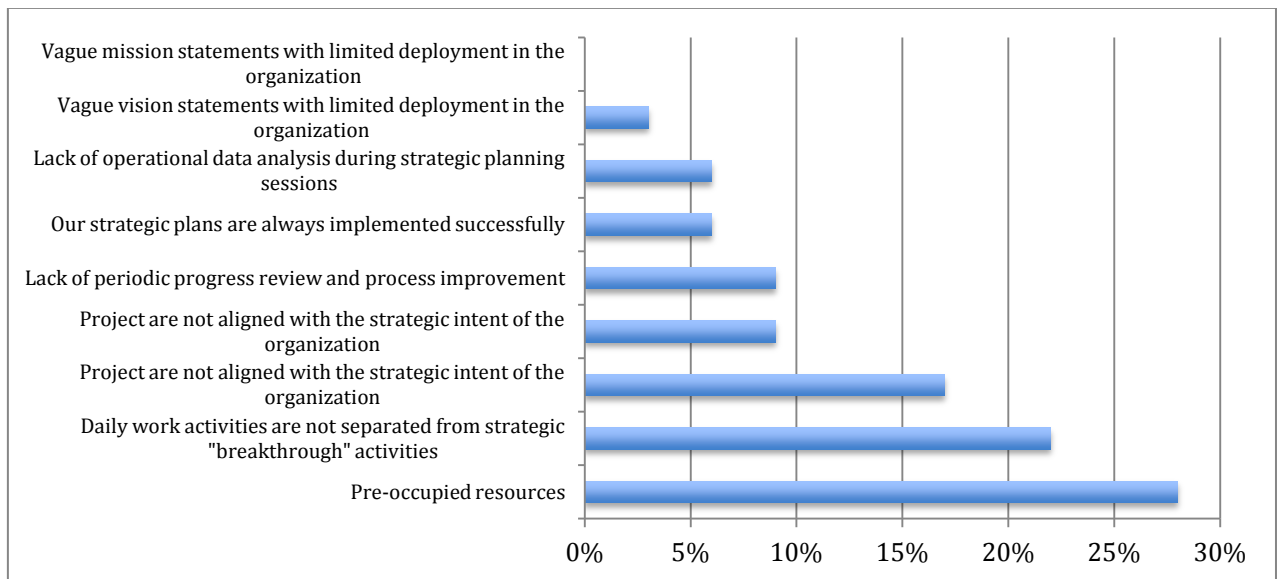 Vague mission statements with limited deployment in the
organization
Vague vision statements with limited deployment in the
organization
Lack of operational data analysis during strategic planning
sessions
Our strategic plans are always implemented successfully
Lack of periodic progress review and process improvement
Project are not aligned with the strategic intent of the
organization
Project are not aligned with the strategic intent of the
organization
Daily work activities are not separated from strategic
"breakthrough" activities
Pre-occupied resources
0% 5% 10% 15% 20% 25% 30%